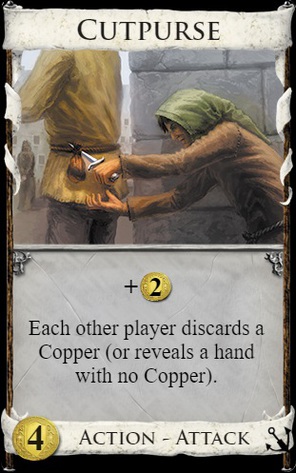 CUTPURSE
+2
Each other player discards a
Copper (or reveals a hand
with no Copper).
4 ACTION - ATTACK